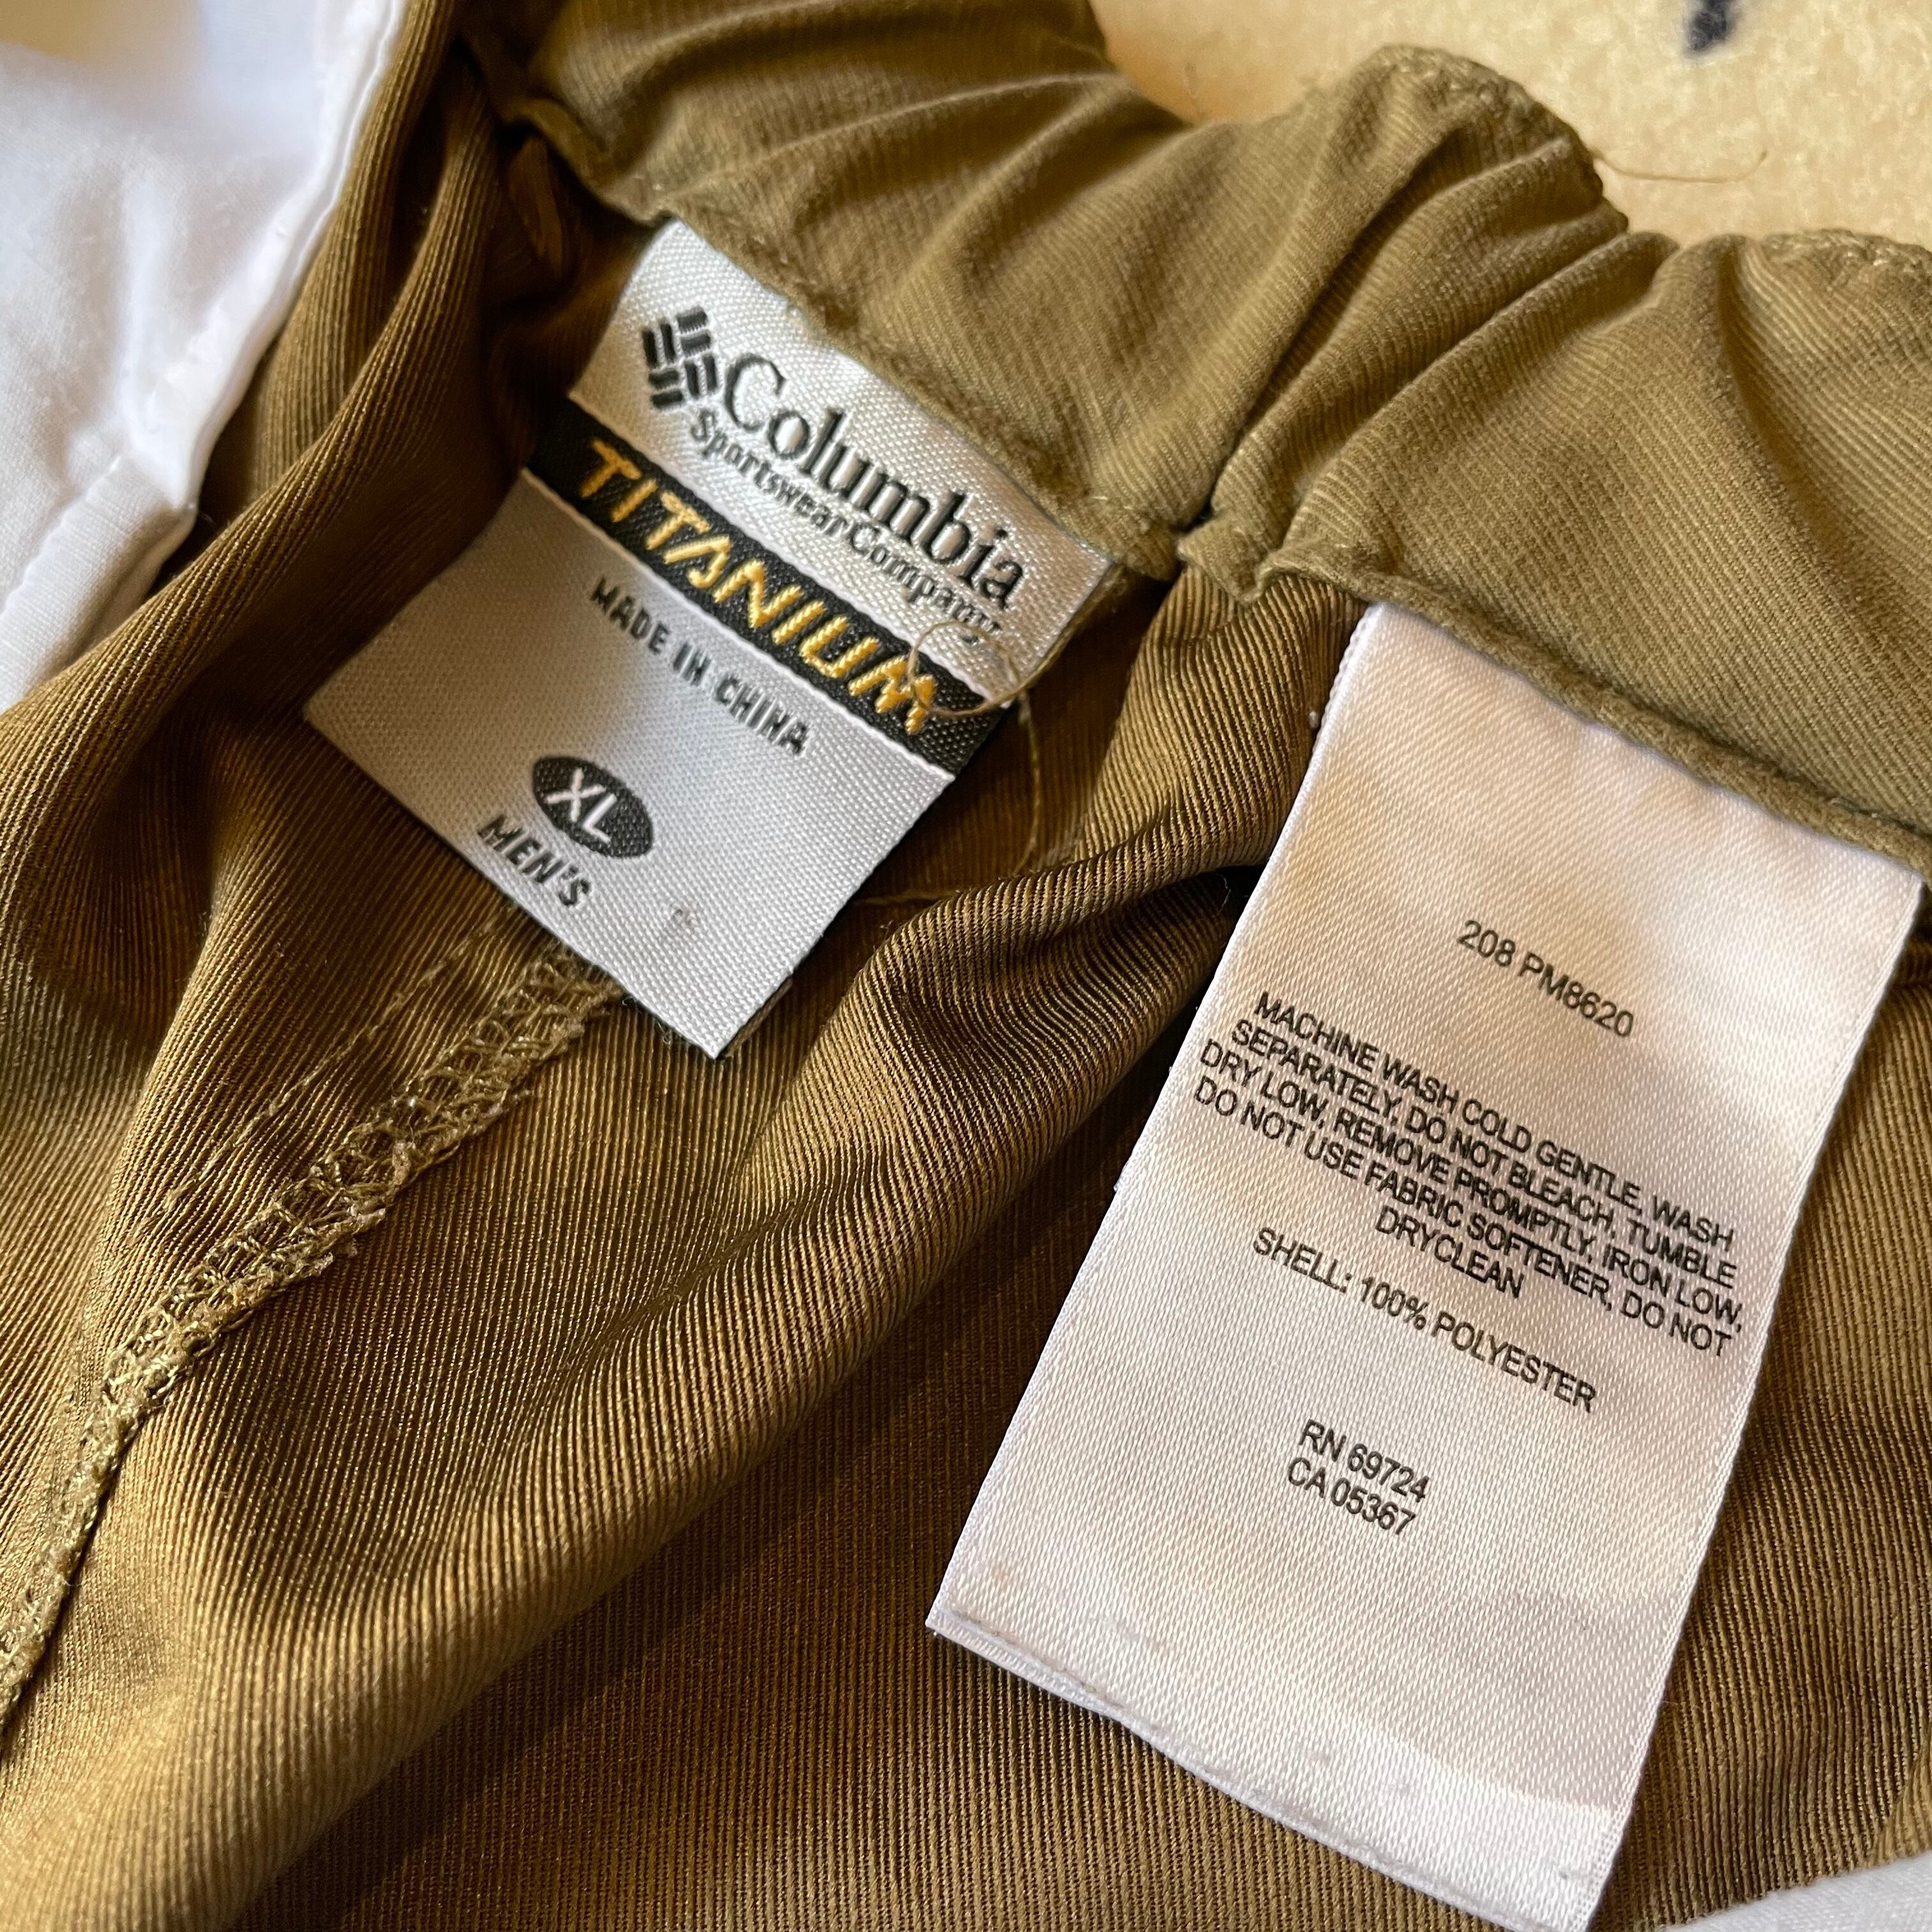 Columbia
Sportswear Company
TITANIUM
MADE IN CHINA
XL
MEN'S
208 PM8620
MACHINE WASH COLD GENTLE, WASH
SEPARATELY, DO NOT BLEACH, TUMBLE
DRY LOW, REMOVE PROMPTLY, IRON LOW,
DO NOT USE FABRIC SOFTENER, DO NOT
DRYCLEAN
SHELL: 100% POLYESTER
RN 69724
CA 05367